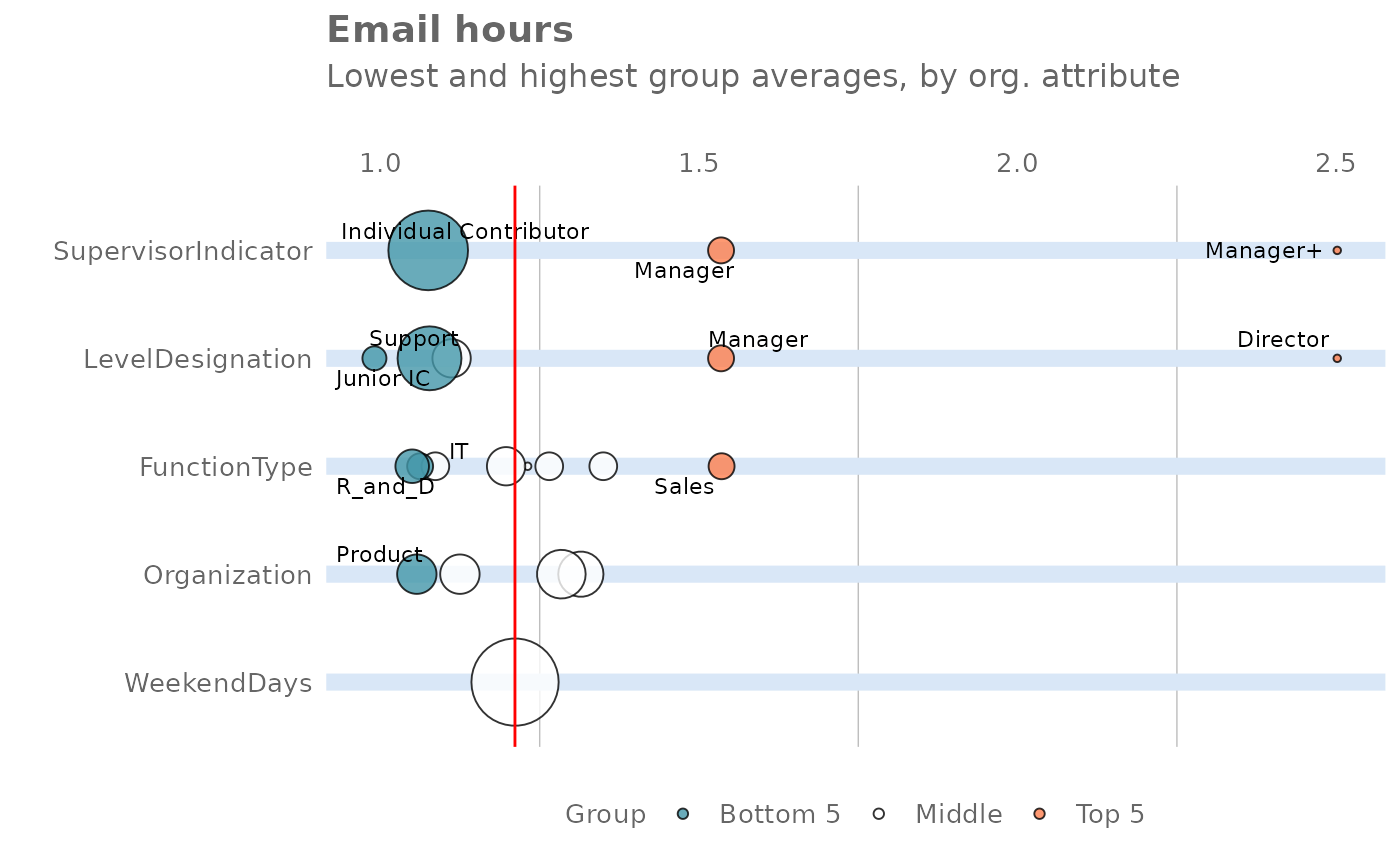 Email hours
Lowest and highest group averages, by org. attribute
1.0 1.5 2.0 2.5
Individual Contributor
SupervisorIndicator Manager+
Manager
Support Manager Director
LevelDesignation
Junior IC
IT
FunctionType
R_and_D Sales
Product
Organization
WeekendDays
Group Bottom 5 Middle Top 5